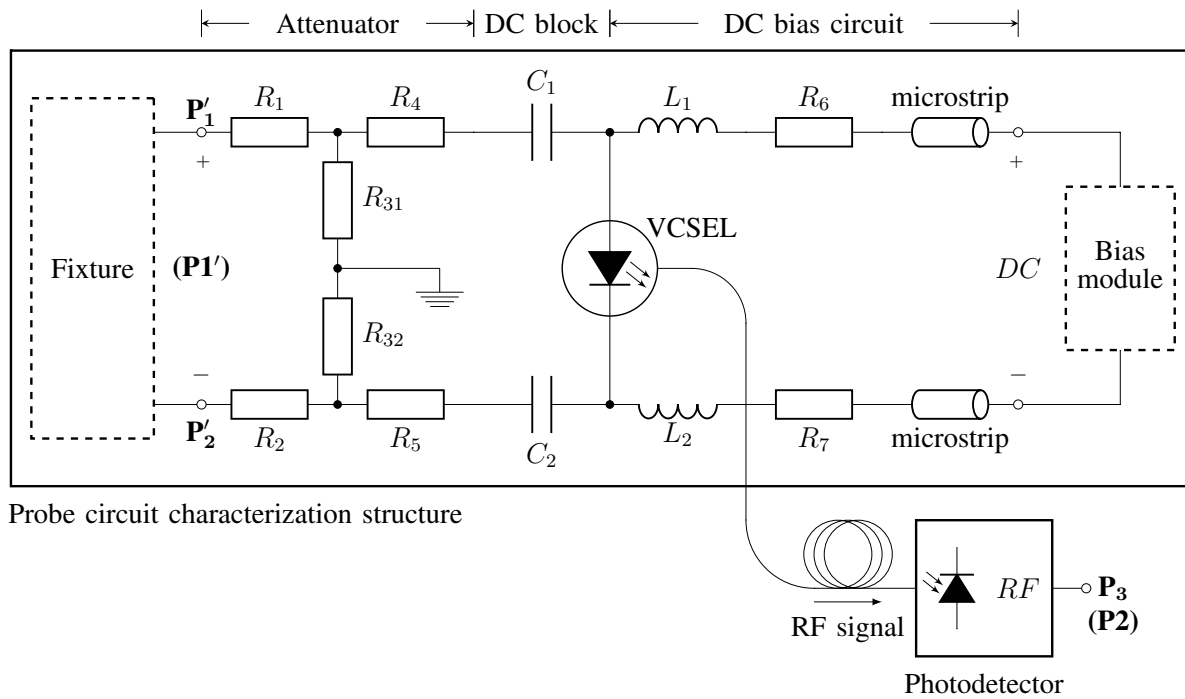 Attenuator DC block DC bias circuit
C₁
P′₁ R₁ R₄ L₁ R₆ microstrip
+ +
R₃₁
VCSEL
Fixture (P1′) DC Bias module
R₃₂
− −
P′₂ R₂ R₅ C₂ L₂ R₇ microstrip
Probe circuit characterization structure
RF P₃
(P2)
RF signal
Photodetector